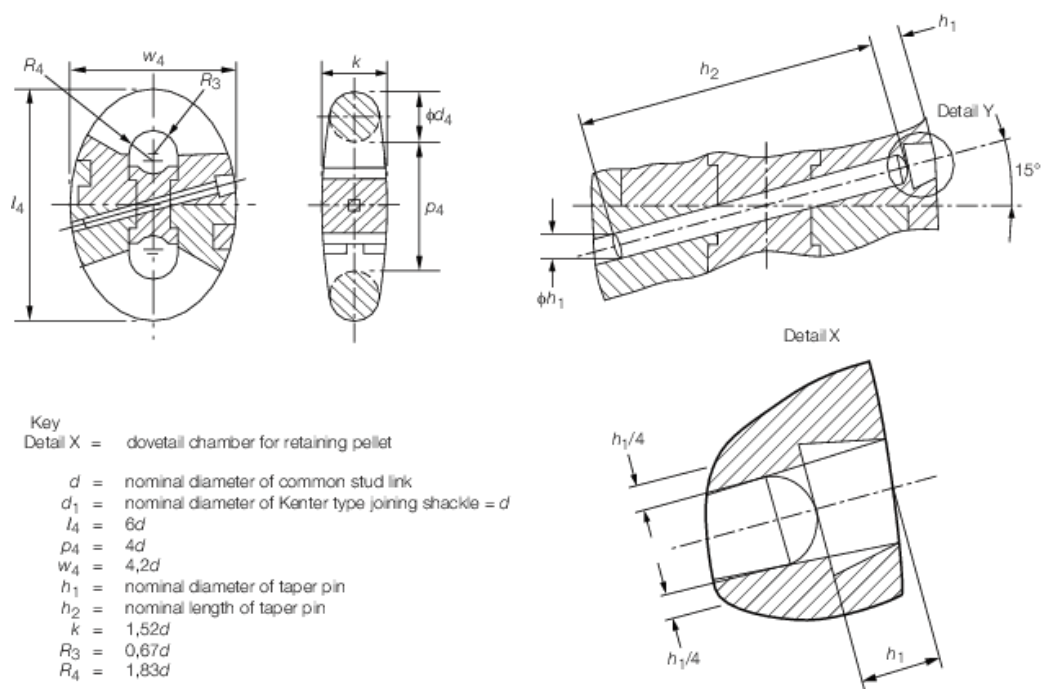 w4
R4
R3
l4
k
ϕd4
p4
h1
h2
Detail Y
15°
ϕh1
Detail X
h1/4
h1/4
h1
Key
Detail X = dovetail chamber for retaining pellet
d = nominal diameter of common stud link
d1 = nominal diameter of Kenter type joining shackle = d
l4 = 6d
p4 = 4d
w4 = 4,2d
h1 = nominal diameter of taper pin
h2 = nominal length of taper pin
k = 1,52d
R3 = 0,67d
R4 = 1,83d